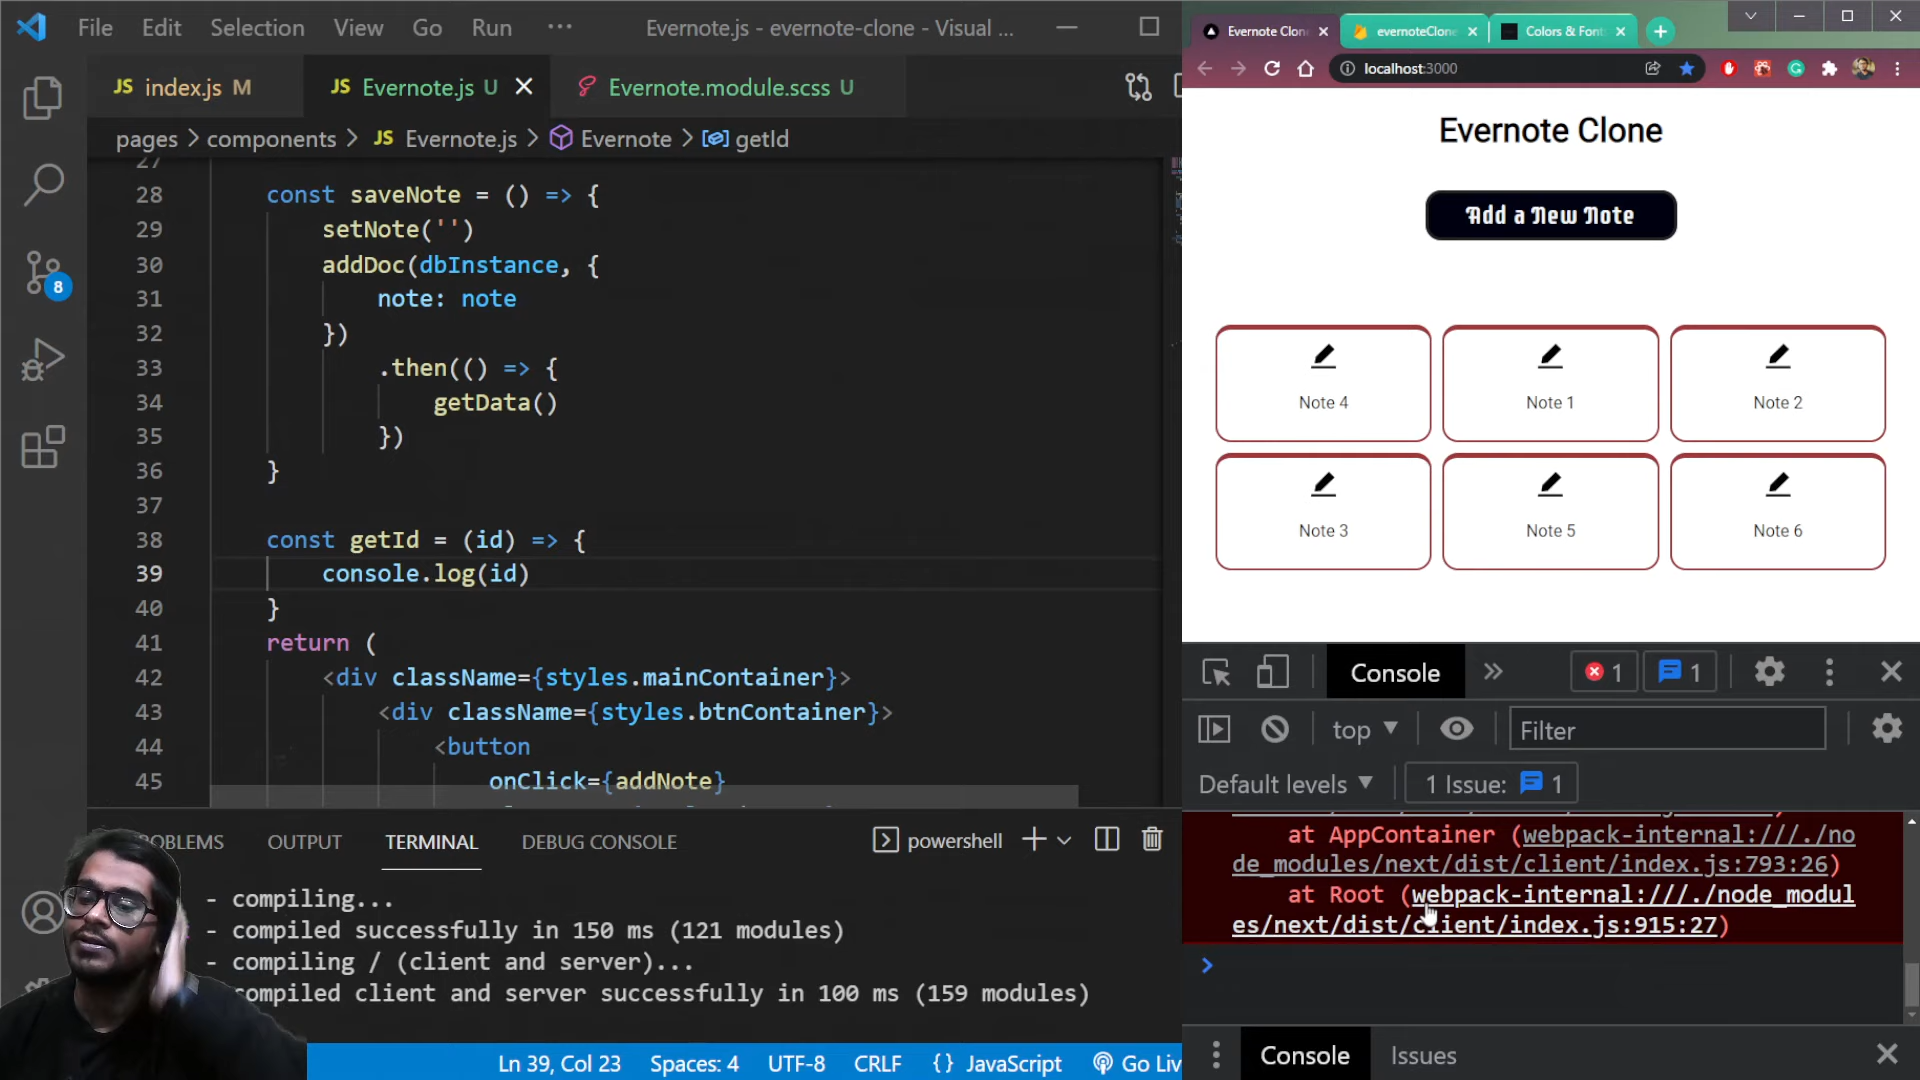 File Edit Selection View Go Run ··· Evernote.js - evernote-clone - Visual ...
JS index.js M JS Evernote.js U Evernote.module.scss U
pages > components > JS Evernote.js > Evernote > getId
27
28 const saveNote = () => {
29 setNote('')
30 addDoc(dbInstance, {
31 note: note
32 })
33 .then(() => {
34 getData()
35 })
36 }
37
38 const getId = (id) => {
39 console.log(id)
40 }
41 return (
42 <div className={styles.mainContainer}>
43 <div className={styles.btnContainer}>
44 <button
45 onClick={addNote}
8
OBLEMS OUTPUT TERMINAL DEBUG CONSOLE powershell
- compiling...
- compiled successfully in 150 ms (121 modules)
- compiling / (client and server)...
compiled client and server successfully in 100 ms (159 modules)
Ln 39, Col 23 Spaces: 4 UTF-8 CRLF {} JavaScript Go Liv
Evernote Clon evernoteClone Colors & Font
localhost:3000
Evernote Clone
Add a New Note
Note 4 Note 1 Note 2
Note 3 Note 5 Note 6
Console » 1 1
top Filter
Default levels 1 Issue: 1
at AppContainer (webpack-internal:///./no
de_modules/next/dist/client/index.js:793:26)
at Root (webpack-internal:///./node_modul
es/next/dist/client/index.js:915:27)
>
Console Issues